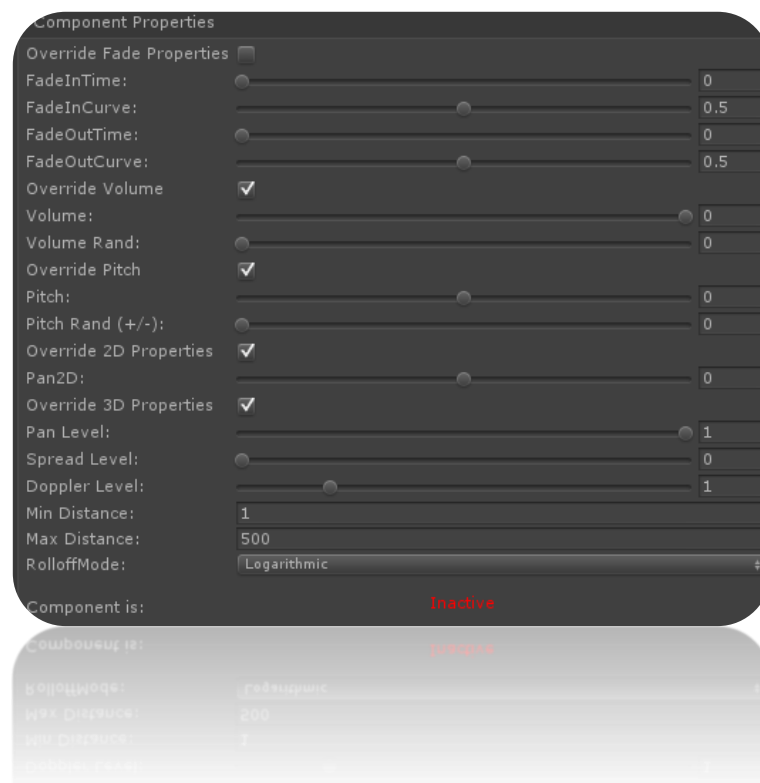 Component Properties
Override Fade Properties
FadeInTime: 0
FadeInCurve: 0.5
FadeOutTime: 0
FadeOutCurve: 0.5
Override Volume
Volume: 0
Volume Rand: 0
Override Pitch
Pitch: 0
Pitch Rand (+/-): 0
Override 2D Properties
Pan2D: 0
Override 3D Properties
Pan Level: 1
Spread Level: 0
Doppler Level: 1
Min Distance: 1
Max Distance: 500
RolloffMode: Logarithmic
Component is: Inactive